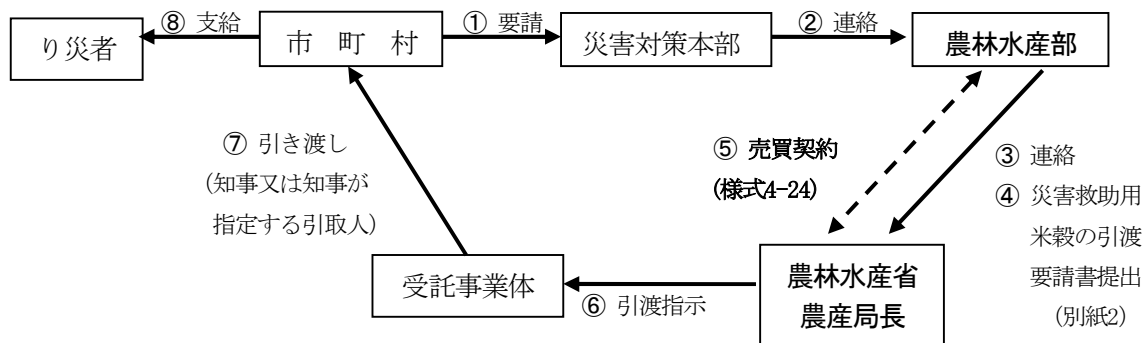 ⑧ 支給
① 要請
② 連絡
り災者
市 町 村
災害対策本部
農林水産部
⑦ 引き渡し
(知事又は知事が
指定する引取人)
⑤ 売買契約
(様式4-24)
③ 連絡
④ 災害救助用
米穀の引渡
要請書提出
(別紙2)
受託事業体
⑥ 引渡指示
農林水産省
農産局長